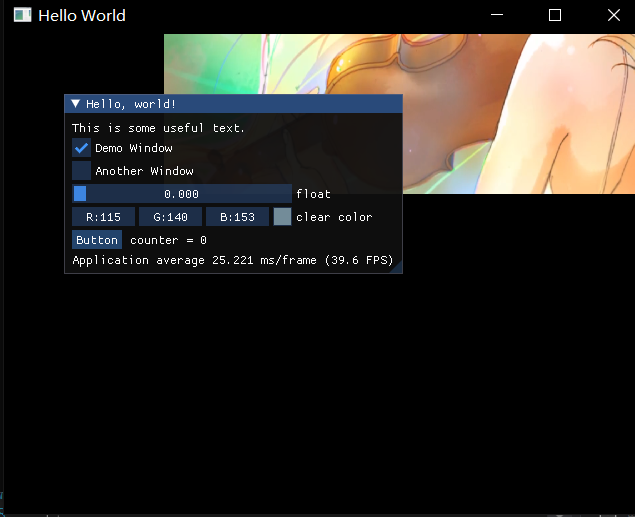 Hello World
Hello, world!
This is some useful text.
Demo Window
Another Window
0.000 float
R:115 G:140 B:153 clear color
Button counter = 0
Application average 25.221 ms/frame (39.6 FPS)